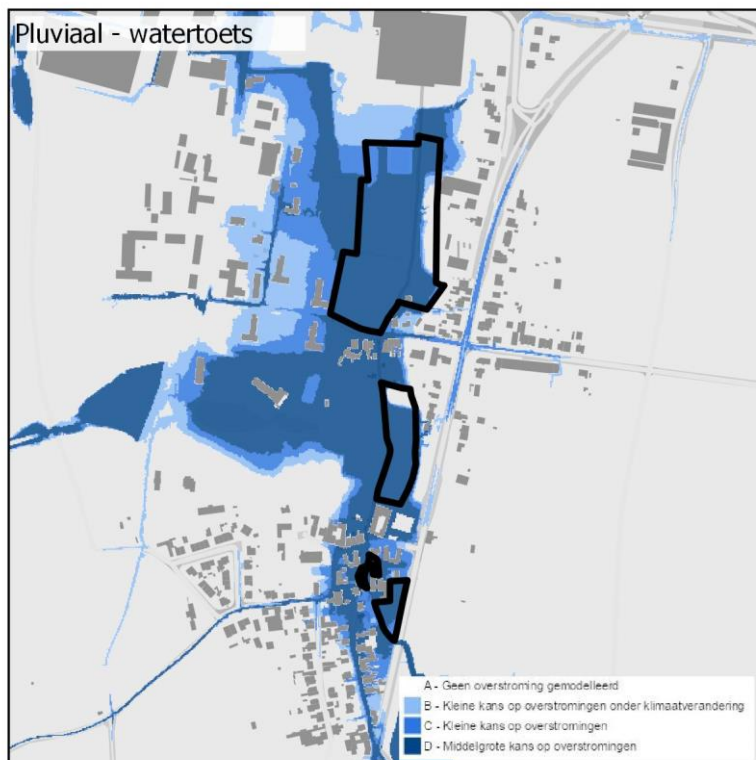 Pluviaal - watertoets
A - Geen overstroming gemodelleerd
B - Kleine kans op overstromingen onder klimaatverandering
C - Kleine kans op overstromingen
D - Middelgrote kans op overstromingen